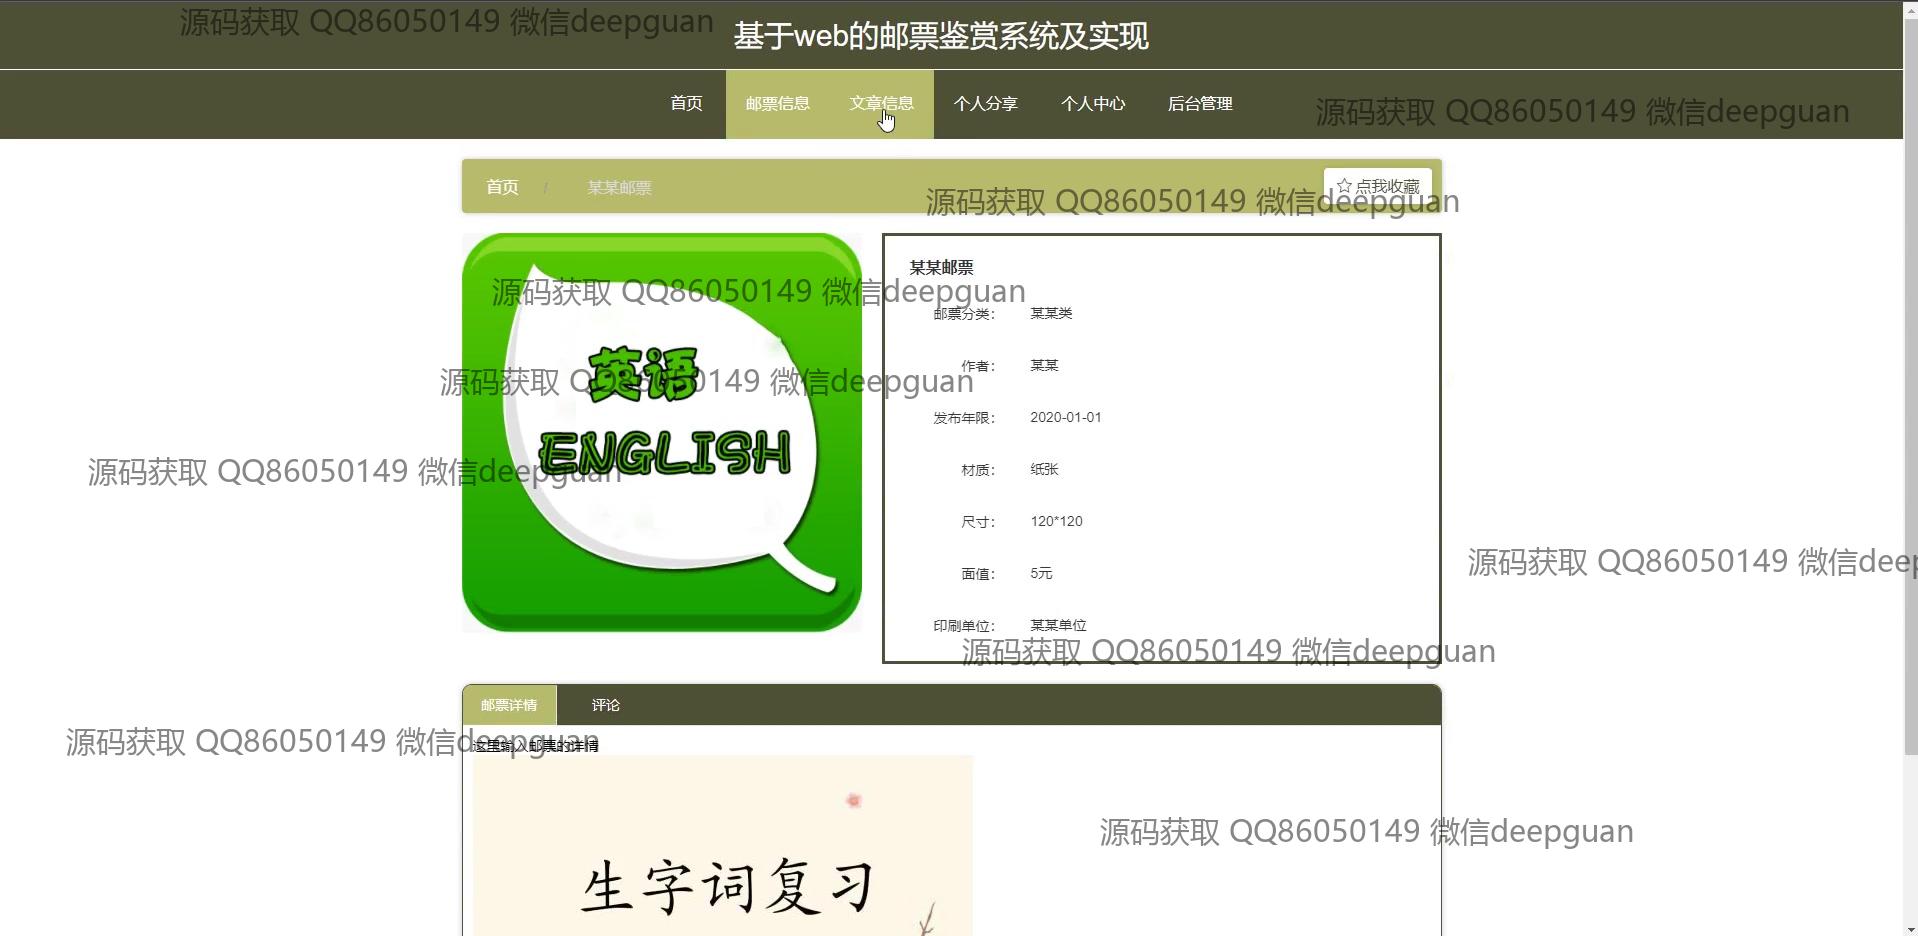 源码获取 QQ86050149 微信deepguan
基于web的邮票鉴赏系统及实现
首页 邮票信息 文章信息 个人分享 个人中心 后台管理
源码获取 QQ86050149 微信deepguan
首页 / 某某邮票
☆点我收藏
源码获取 QQ86050149 微信deepguan
某某邮票
源码获取 QQ86050149 微信deepguan
邮票分类： 某某类
英语
作者： 某某
源码获取 QQ86050149 微信deepguan
发布年限： 2020-01-01
ENGLISH
材质： 纸张
源码获取 QQ86050149 微信deepguan
尺寸： 120*120
源码获取 QQ86050149 微信deep
面值： 5元
印刷单位： 某某单位
源码获取 QQ86050149 微信deepguan
邮票详情 评论
源码获取 QQ86050149 微信deepguan
这里输入邮票的详情
源码获取 QQ86050149 微信deepguan
生字词复习